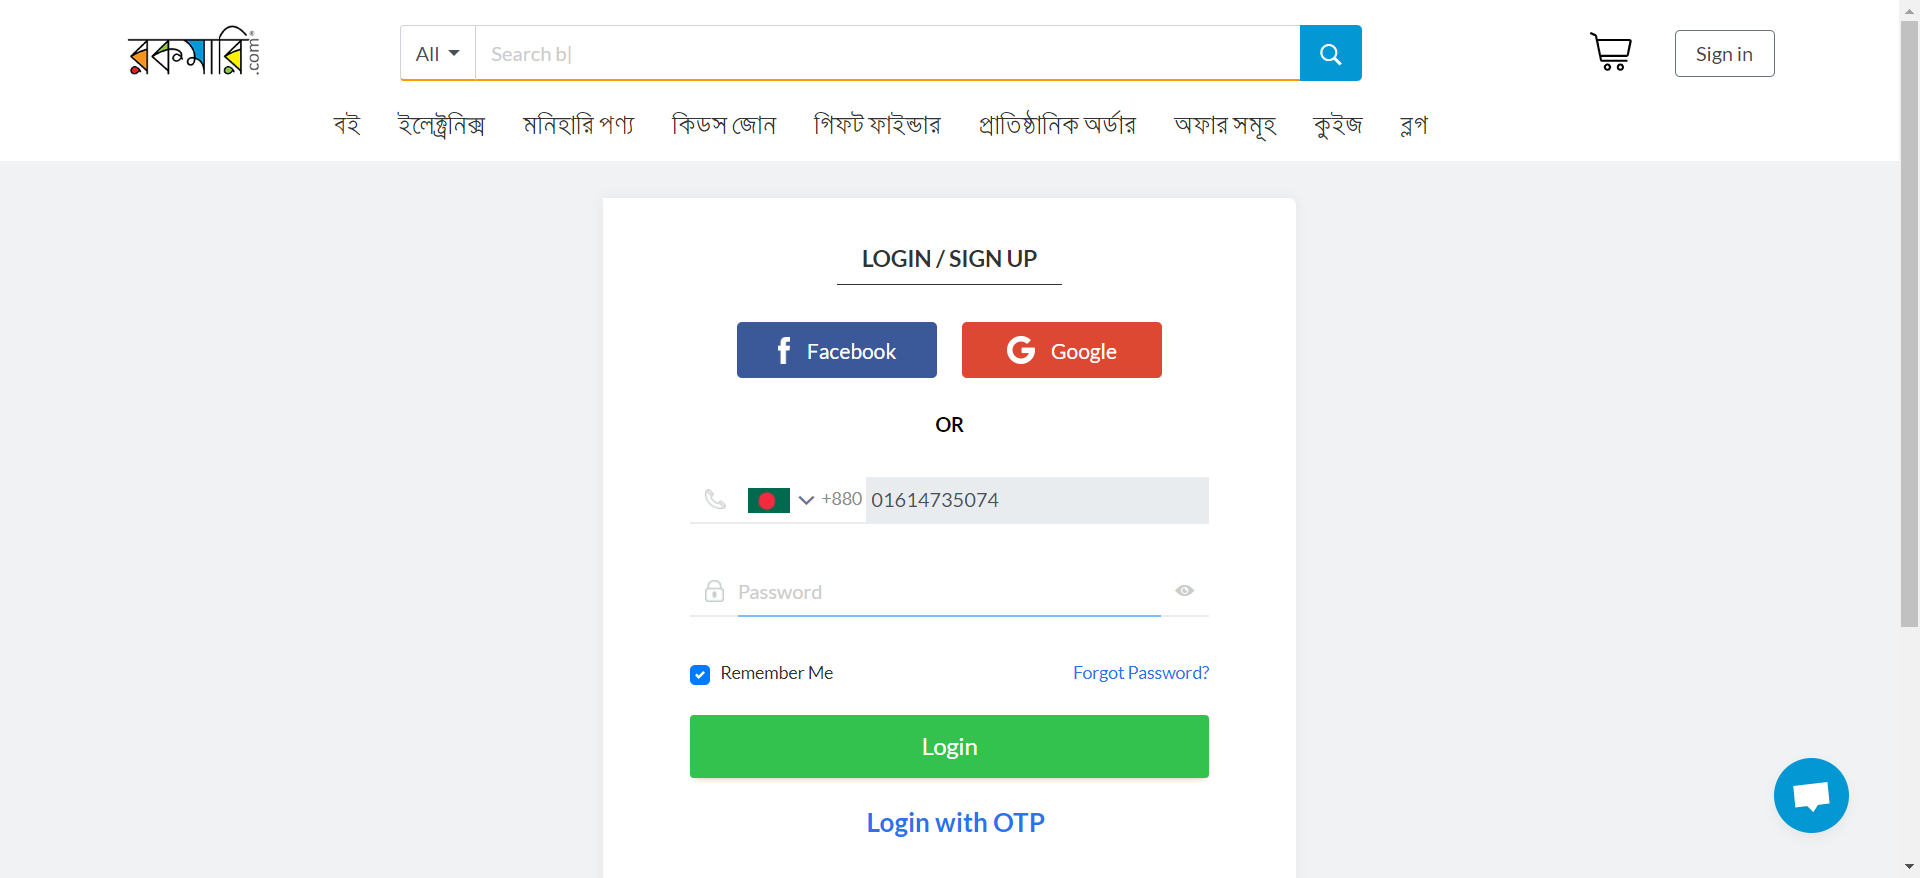 রকমারি.com®
All
Search b|
Sign in
বই ইলেক্ট্রনিক্স মনিহারি পণ্য কিডস জোন গিফট ফাইন্ডার প্রাতিষ্ঠানিক অর্ডার অফার সমূহ কুইজ ব্লগ
LOGIN / SIGN UP
Facebook
Google
OR
+880 01614735074
Password
Remember Me
Forgot Password?
Login
Login with OTP